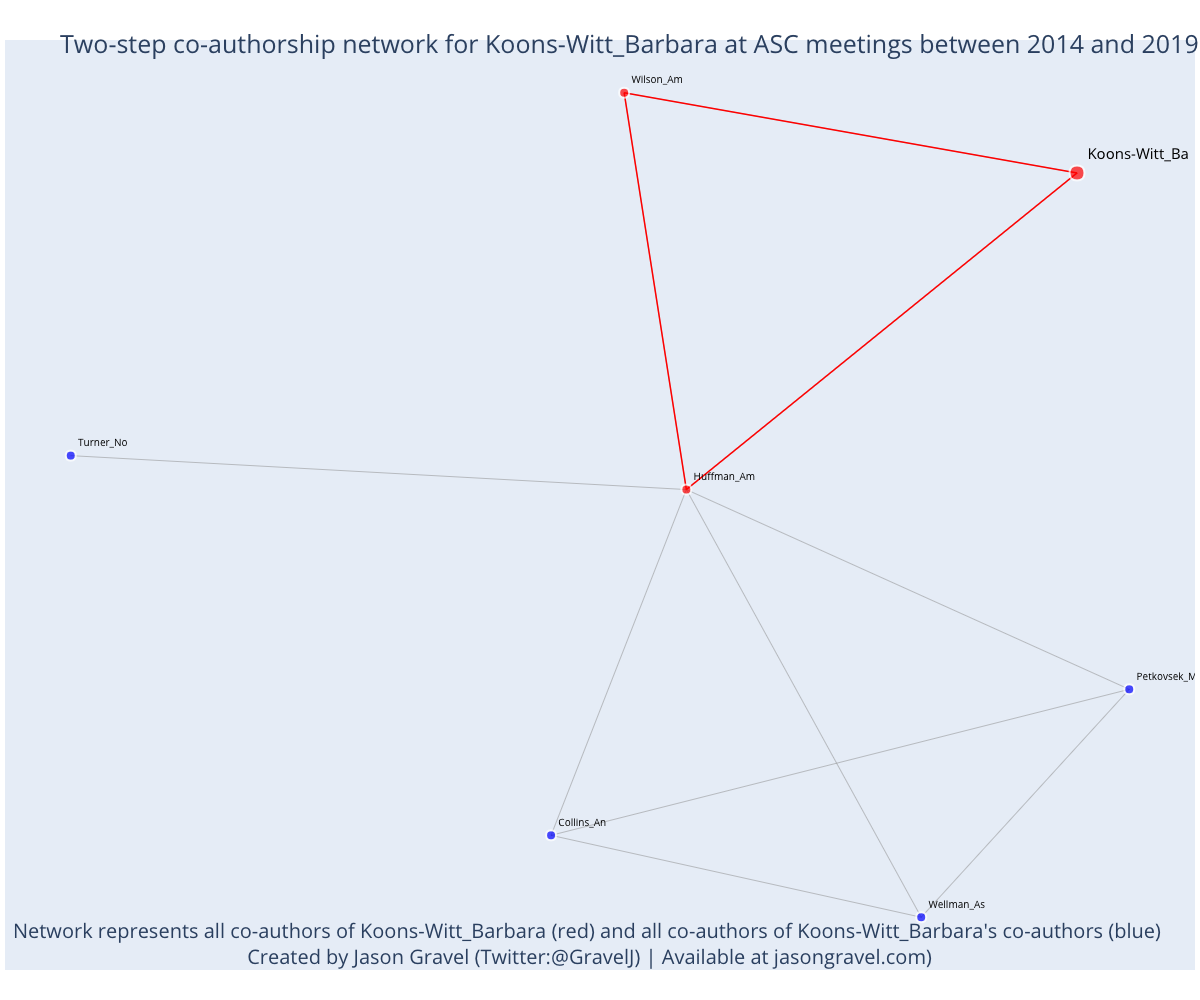 Two-step co-authorship network for Koons-Witt_Barbara at ASC meetings between 2014 and 2019
Wilson_Am
Koons-Witt_Ba
Turner_No
Huffman_Am
Petkovsek_M
Collins_An
Wellman_As
Network represents all co-authors of Koons-Witt_Barbara (red) and all co-authors of Koons-Witt_Barbara's co-authors (blue)
Created by Jason Gravel (Twitter:@GravelJ) | Available at jasongravel.com)